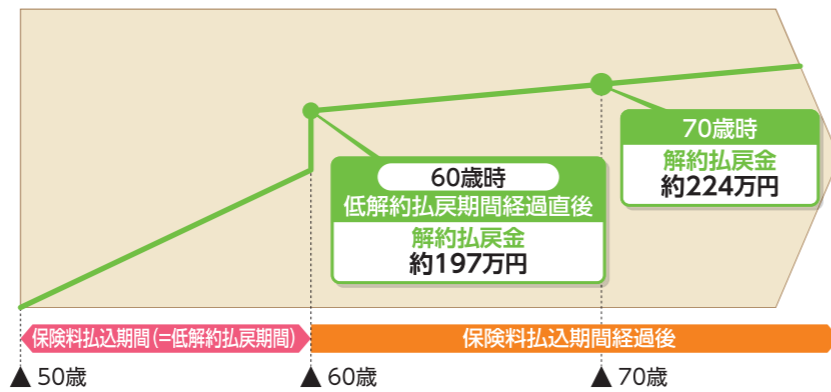 70歳時
解約払戻金
約224万円
60歳時
低解約払戻期間経過直後
解約払戻金
約197万円
保険料払込期間(=低解約払戻期間)
保険料払込期間経過後
▲ 50歳
▲ 60歳
▲ 70歳